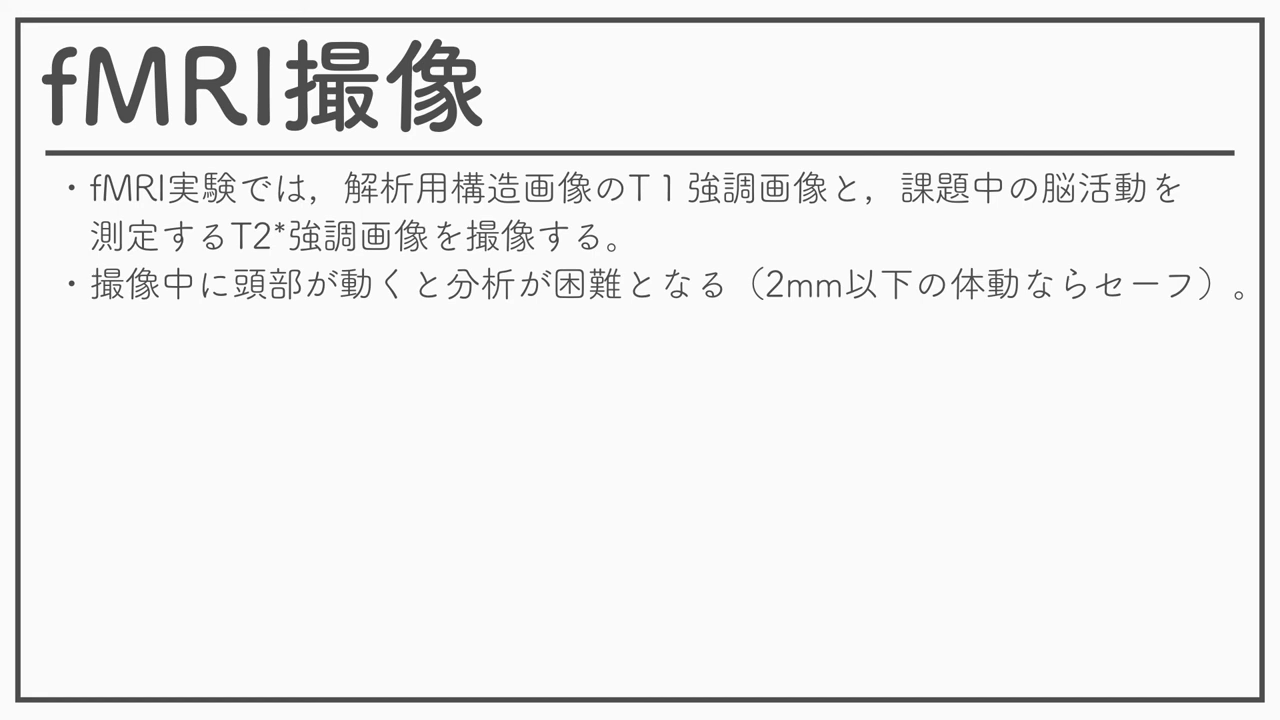 fMRI撮像
・fMRI実験では，解析用構造画像のT１強調画像と，課題中の脳活動を
測定するT2*強調画像を撮像する。
・撮像中に頭部が動くと分析が困難となる（2mm以下の体動ならセーフ）。